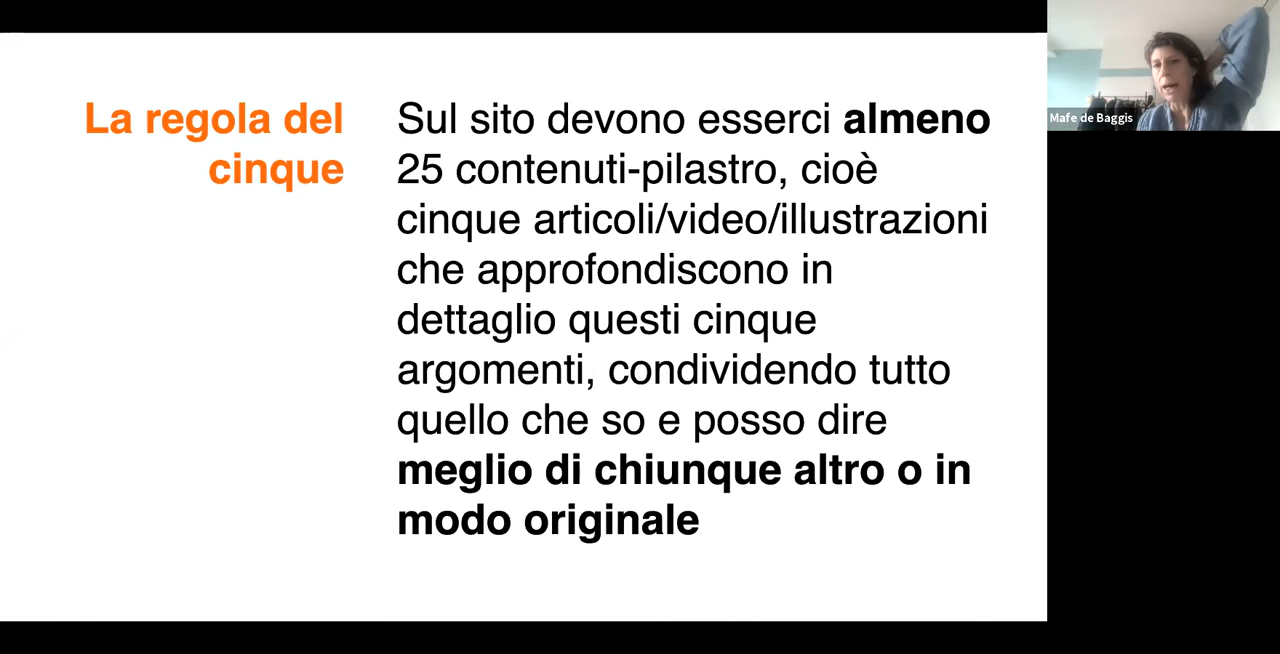 La regola del
cinque
Sul sito devono esserci almeno
25 contenuti-pilastro, cioè
cinque articoli/video/illustrazioni
che approfondiscono in
dettaglio questi cinque
argomenti, condividendo tutto
quello che so e posso dire
meglio di chiunque altro o in
modo originale
Mafe de Baggis